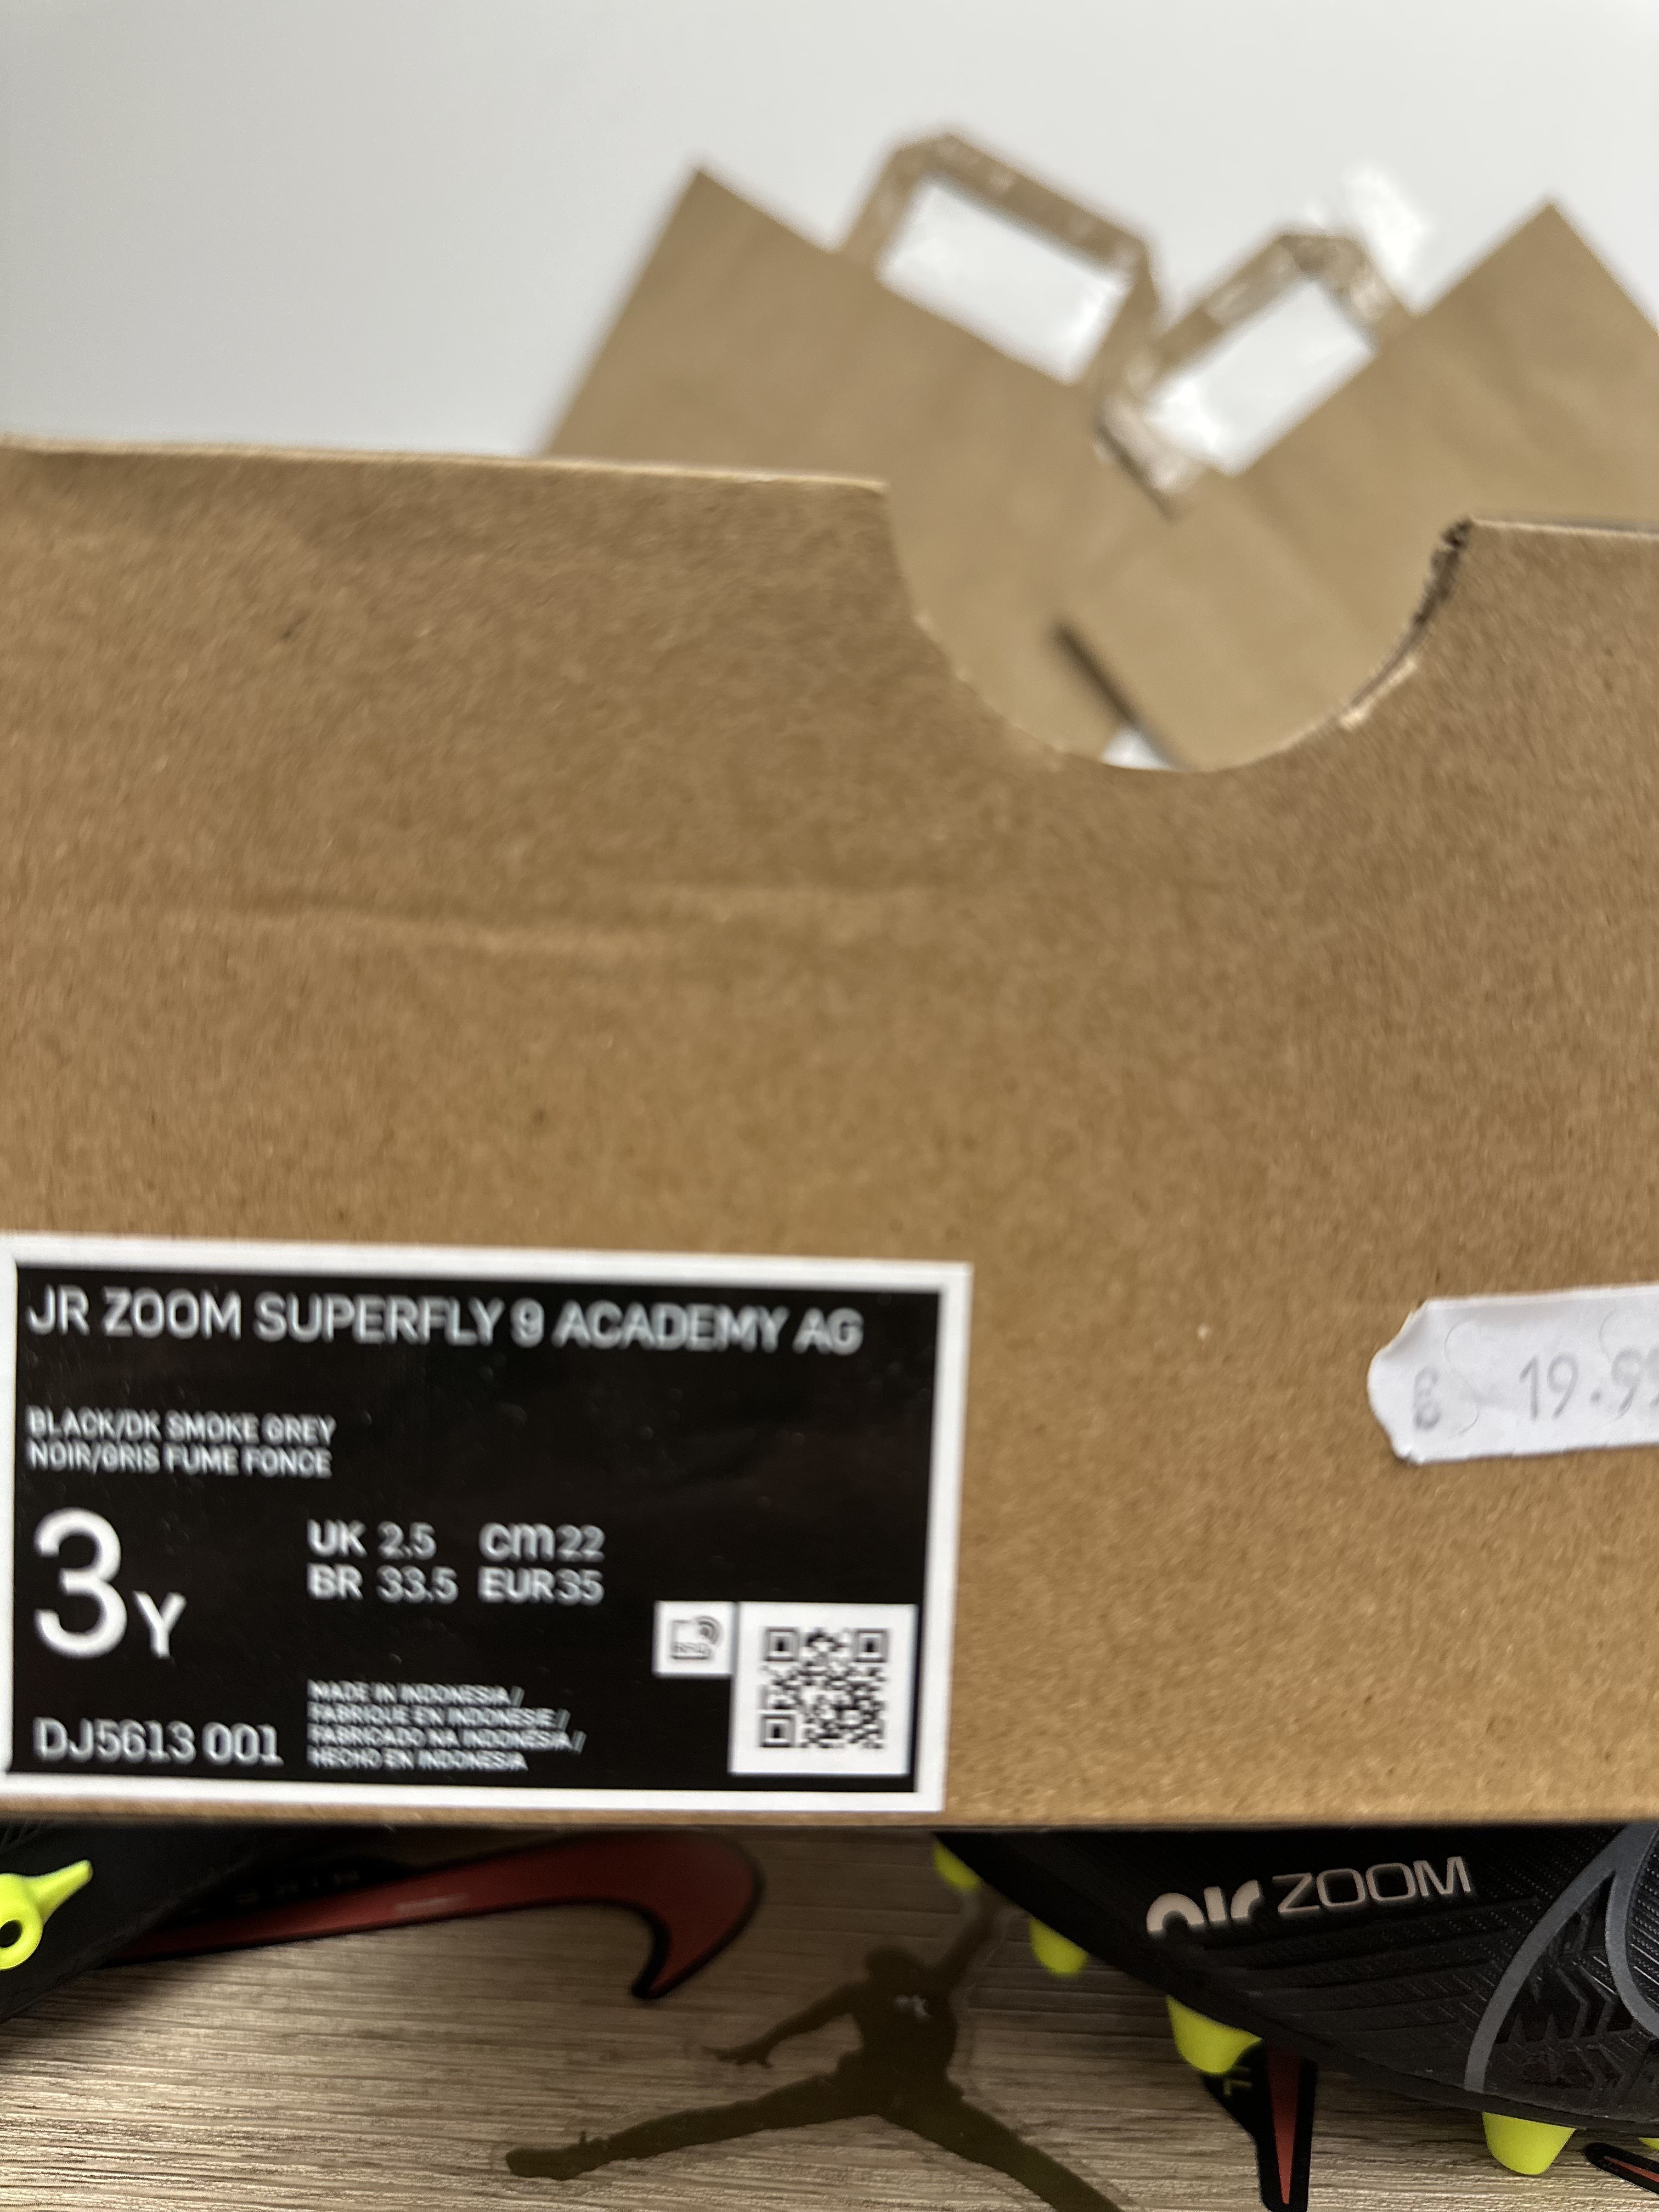 JR ZOOM SUPERFLY 9 ACADEMY AG
BLACK/DK SMOKE GREY
NOIR/GRIS FUME FONCE
3Y
UK 2.5 cm 22
BR 33.5 EUR 35
DJ5613 001
MADE IN INDONESIA/
FABRIQUE EN INDONESIE/
FABRICADO NA INDONESIA/
HECHO EN INDONESIA
19.99
air ZOOM